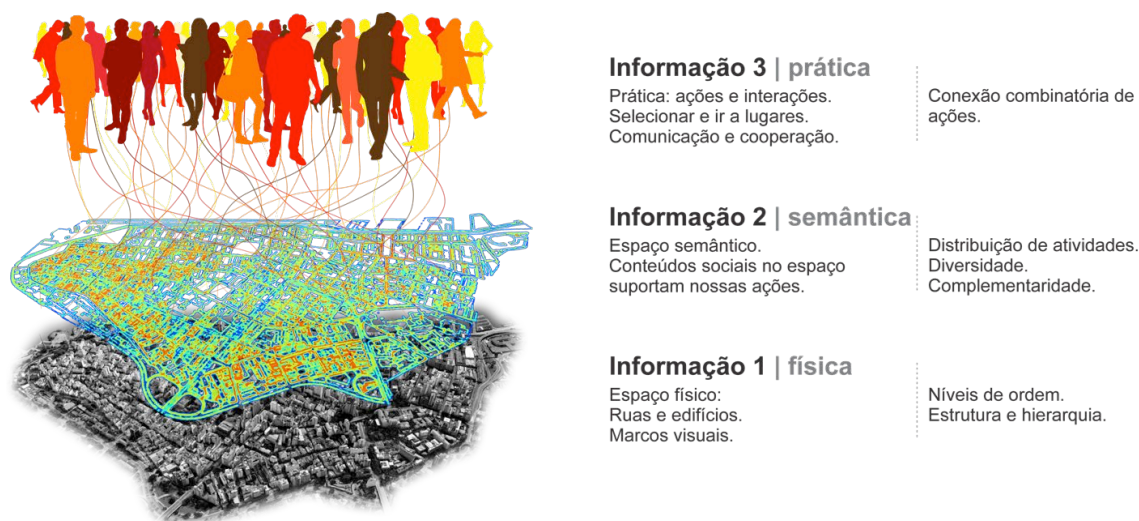 Informação 3 | prática
Prática: ações e interações.
Selecionar e ir a lugares.
Comunicação e cooperação.
Conexão combinatória de
ações.
Informação 2 | semântica
Espaço semântico.
Conteúdos sociais no espaço
suportam nossas ações.
Distribuição de atividades.
Diversidade.
Complementaridade.
Informação 1 | física
Espaço físico:
Ruas e edifícios.
Marcos visuais.
Níveis de ordem.
Estrutura e hierarquia.